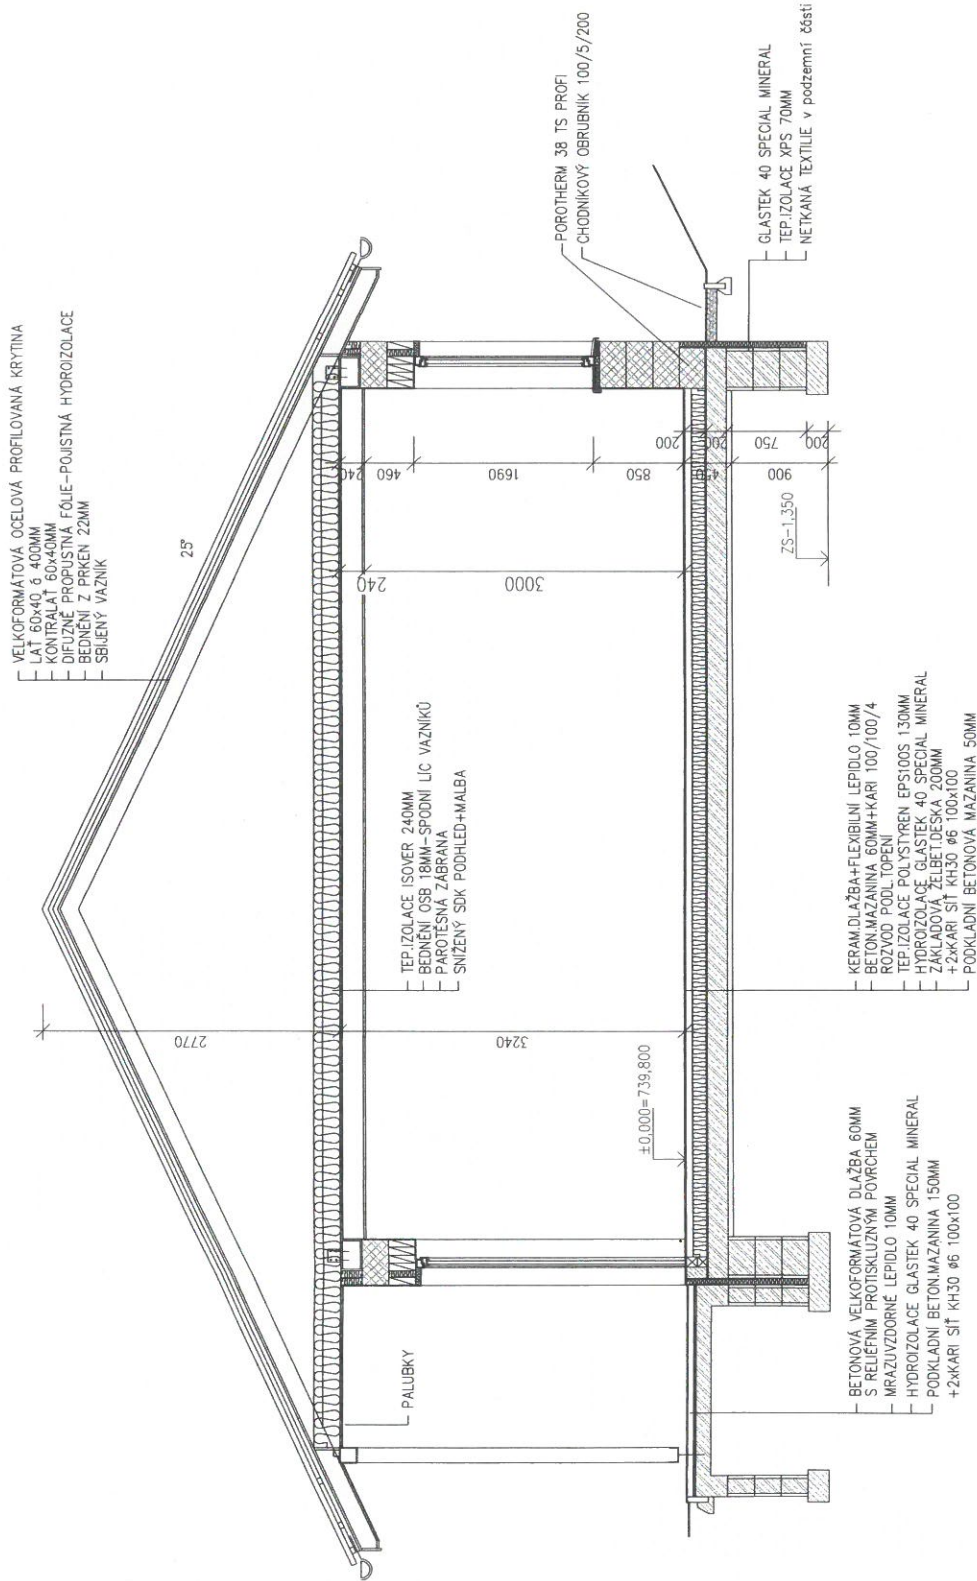 VELKOFORMÁTOVÁ OCELOVÁ PROFILOVANÁ KRYTINA
LAŤ 60x40 ó 400MM
KONTRALAŤ 60x40MM
DIFUZNĚ PROPUSTNÁ FÓLIE-POJISTNÁ HYDROIZOLACE
BEDNĚNÍ Z PRKEN 22MM
SBÍJENÝ VAZNÍK
25°
2770
TEP.IZOLACE ISOVER 240MM
BEDNĚNÍ OSB 18MM-SPODNÍ LÍC VAZNÍKŮ
PAROTĚSNÁ ZÁBRANA
SNÍŽENÝ SDK PODHLED+MALBA
PALUBKY
3240
240
3000
240
460
1690
850
450
900
200
200
750
200
±0,000=739,800
ZS-1,350
POROTHERM 38 TS PROFI
CHODNÍKOVÝ OBRUBNÍK 100/5/200
GLASTEK 40 SPECIAL MINERAL
TEP.IZOLACE XPS 70MM
NETKANÁ TEXTILIE v podzemní části
BETONOVÁ VELKOFORMÁTOVÁ DLAŽBA 60MM
S RELIÉFNÍM PROTISKLUZNÝM POVRCHEM
MRAZUVZDORNÉ LEPIDLO 10MM
HYDROIZOLACE GLASTEK 40 SPECIAL MINERAL
PODKLADNÍ BETON.MAZANINA 150MM
+2xKARI SÍŤ KH30 ø6 100x100
KERAM.DLAŽBA+FLEXIBILNÍ LEPIDLO 10MM
BETON.MAZANINA 60MM+KARI 100/100/4
ROZVOD PODL.TOPENÍ
TEP.IZOLACE POLYSTYREN EPS100S 130MM
HYDROIZOLACE GLASTEK 40 SPECIAL MINERAL
ZÁKLADOVÁ ŽELBET.DESKA 200MM
+2xKARI SÍŤ KH30 ø6 100x100
PODKLADNÍ BETONOVÁ MAZANINA 50MM